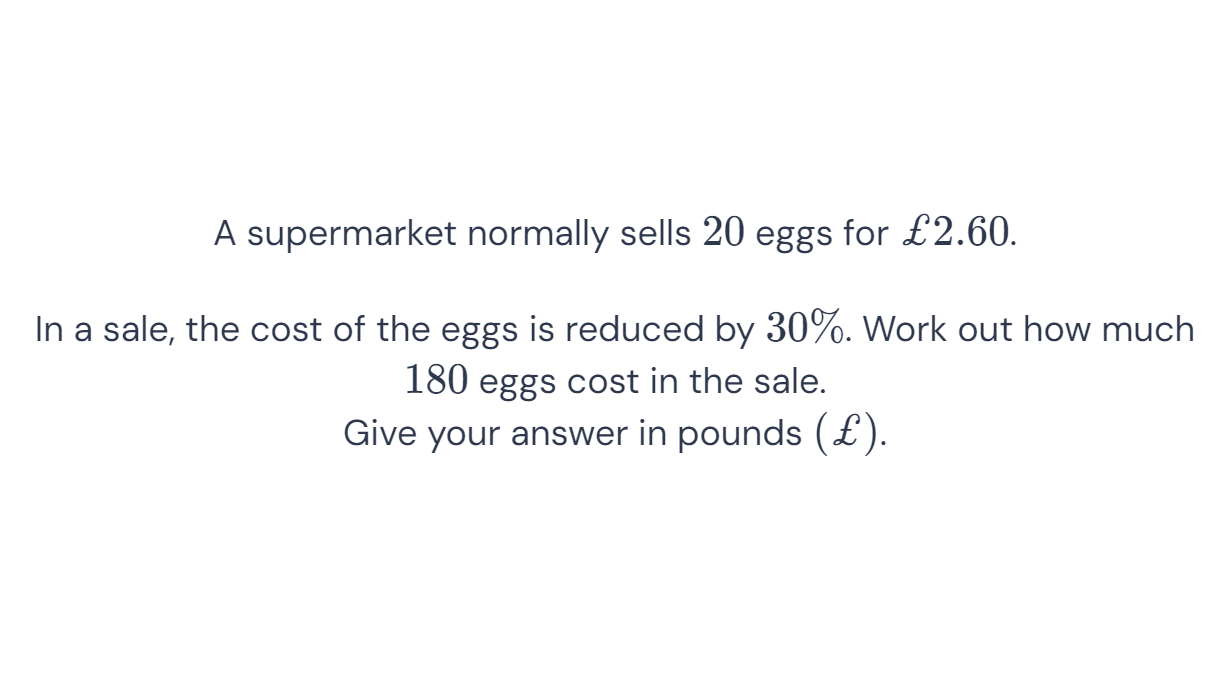 A supermarket normally sells 20 eggs for £2.60.
In a sale, the cost of the eggs is reduced by 30%. Work out how much
180 eggs cost in the sale.
Give your answer in pounds (£).